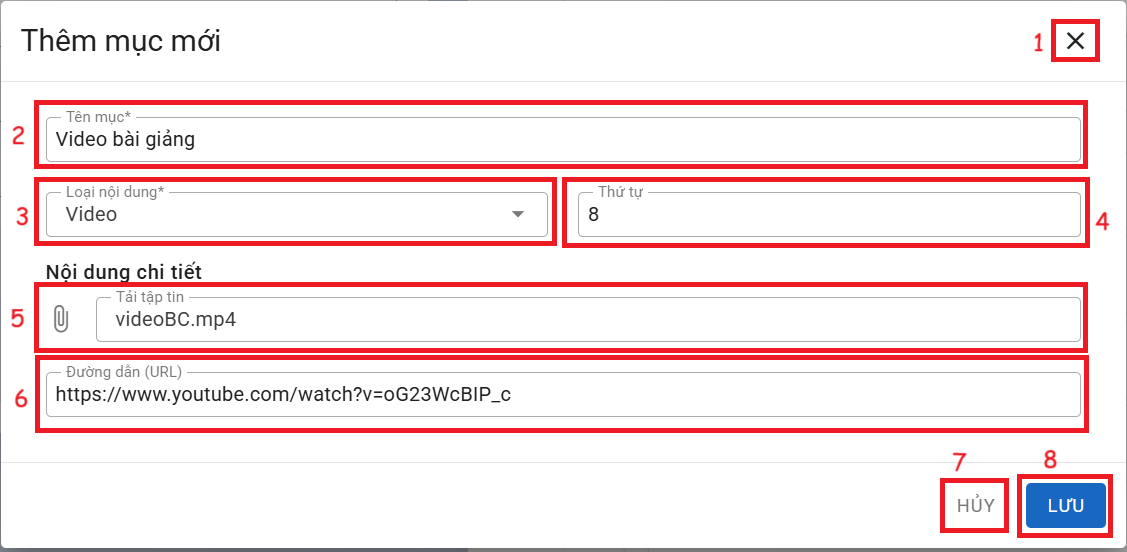 Thêm mục mới
1
2
Tên mục*
Video bài giảng
3
Loại nội dung*
Video
Thứ tự
8
4
Nội dung chi tiết
5
Tải tập tin
videoBC.mp4
6
Đường dẫn (URL)
https://www.youtube.com/watch?v=oG23WcBIP_c
7
8
HỦY
LƯU